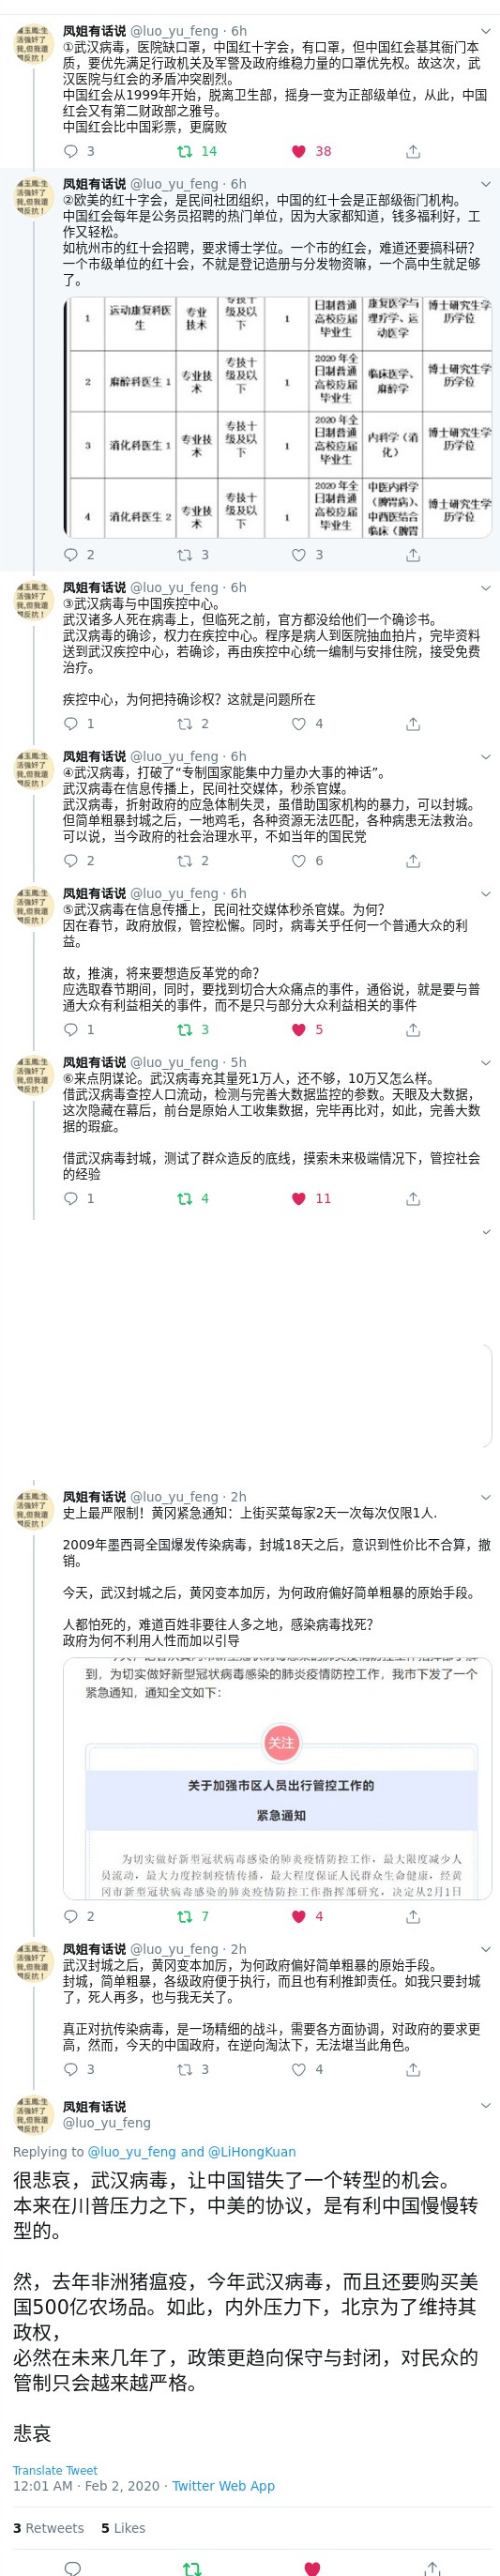 凤姐有话说 @luo_yu_feng · 6h
①武汉病毒，医院缺口罩，中国红十字会，有口罩，但中国红会基其衙门本
质，要优先满足行政机关及军警及政府维稳力量的口罩优先权。故这次，武
汉医院与红会的矛盾冲突剧烈。
中国红会从1999年开始，脱离卫生部，摇身一变为正部级单位，从此，中国
红会又有第二财政部之雅号。
中国红会比中国彩票，更腐败
3 14 38
凤姐有话说 @luo_yu_feng · 6h
②欧美的红十字会，是民间社团组织，中国的红十会是正部级衙门机构。
中国红会每年是公务员招聘的热门单位，因为大家都知道，钱多福利好，工
作又轻松。
如杭州市的红十会招聘，要求博士学位。一个市的红会，难道还要搞科研？
一个市级单位的红十会，不就是登记造册与分发物资嘛，一个高中生就足够
了。
1 运动康复科医生 专业技术 专技十级及以下 1 日制普通高校应届毕业生 康复医学与理疗学、运动医学 博士研究生学历学位
2 麻醉科医生 1 专业技术 专技十级及以下 1 2020 年全日制普通高校应届毕业生 临床医学、麻醉学 博士研究生学历学位
3 消化科医生 1 专业技术 专技十级及以下 1 2020 年全日制普通高校应届毕业生 内科学（消化） 博士研究生学历学位
4 消化科医生 2 专业技术 专技十级及以下 1 2020 年全日制普通高校应届毕业生 中医内科学（脾胃病）、中西医结合临床（脾胃 博士研究生学历学位
2 3 3
凤姐有话说 @luo_yu_feng · 6h
③武汉病毒与中国疾控中心。
武汉诸多人死在病毒上，但临死之前，官方都没给他们一个确诊书。
武汉病毒的确诊，权力在疾控中心。程序是病人到医院抽血拍片，完毕资料
送到武汉疾控中心，若确诊，再由疾控中心统一编制与安排住院，接受免费
治疗。
疾控中心，为何把持确诊权？这就是问题所在
1 2 4
凤姐有话说 @luo_yu_feng · 6h
④武汉病毒，打破了“专制国家能集中力量办大事的神话”。
武汉病毒在信息传播上，民间社交媒体，秒杀官媒。
武汉病毒，折射政府的应急体制失灵，虽借助国家机构的暴力，可以封城。
但简单粗暴封城之后，一地鸡毛，各种资源无法匹配，各种病患无法救治。
可以说，当今政府的社会治理水平，不如当年的国民党
2 2 6
凤姐有话说 @luo_yu_feng · 6h
⑤武汉病毒在信息传播上，民间社交媒体秒杀官媒。为何？
因在春节，政府放假，管控松懈。同时，病毒关乎任何一个普通大众的利
益。
故，推演，将来要想造反革党的命？
应选取春节期间，同时，要找到切合大众痛点的事件，通俗说，就是要与普
通大众有利益相关的事件，而不是只与部分大众利益相关的事件
1 3 5
凤姐有话说 @luo_yu_feng · 5h
⑥来点阴谋论。武汉病毒充其量死1万人，还不够，10万又怎么样。
借武汉病毒查控人口流动，检测与完善大数据监控的参数。天眼及大数据，
这次隐藏在幕后，前台是原始人工收集数据，完毕再比对，如此，完善大数
据的瑕疵。
借武汉病毒封城，测试了群众造反的底线，摸索未来极端情况下，管控社会
的经验
1 4 11
凤姐有话说 @luo_yu_feng · 2h
史上最严限制！黄冈紧急通知：上街买菜每家2天一次每次仅限1人.
2009年墨西哥全国爆发传染病毒，封城18天之后，意识到性价比不合算，撤
销。
今天，武汉封城之后，黄冈变本加厉，为何政府偏好简单粗暴的原始手段。
人都怕死的，难道百姓非要往人多之地，感染病毒找死？
政府为何不利用人性而加以引导
到，为切实做好新型冠状病毒感染的肺炎疫情防控工作，我市下发了一个
紧急通知，通知全文如下：
关注
关于加强市区人员出行管控工作的
紧急通知
为切实做好新型冠状病毒感染的肺炎疫情防控工作，最大限度减少人
员流动，最大力度控制疫情传播，最大程度保证人民群众生命健康，经黄
冈市新型冠状病毒感染的肺炎疫情防控工作指挥部研究，决定从2月1日
2 7 4
凤姐有话说 @luo_yu_feng · 2h
武汉封城之后，黄冈变本加厉，为何政府偏好简单粗暴的原始手段。
封城，简单粗暴，各级政府便于执行，而且也有利推卸责任。如我只要封城
了，死人再多，也与我无关了。
真正对抗传染病毒，是一场精细的战斗，需要各方面协调，对政府的要求更
高，然而，今天的中国政府，在逆向淘汰下，无法堪当此角色。
3 3 4
凤姐有话说
@luo_yu_feng
Replying to @luo_yu_feng and @LiHongKuan
很悲哀，武汉病毒，让中国错失了一个转型的机会。
本来在川普压力之下，中美的协议，是有利中国慢慢转
型的。
然，去年非洲猪瘟疫，今年武汉病毒，而且还要购买美
国500亿农场品。如此，内外压力下，北京为了维持其
政权，
必然在未来几年了，政策更趋向保守与封闭，对民众的
管制只会越来越严格。
悲哀
Translate Tweet
12:01 AM · Feb 2, 2020 · Twitter Web App
3 Retweets 5 Likes